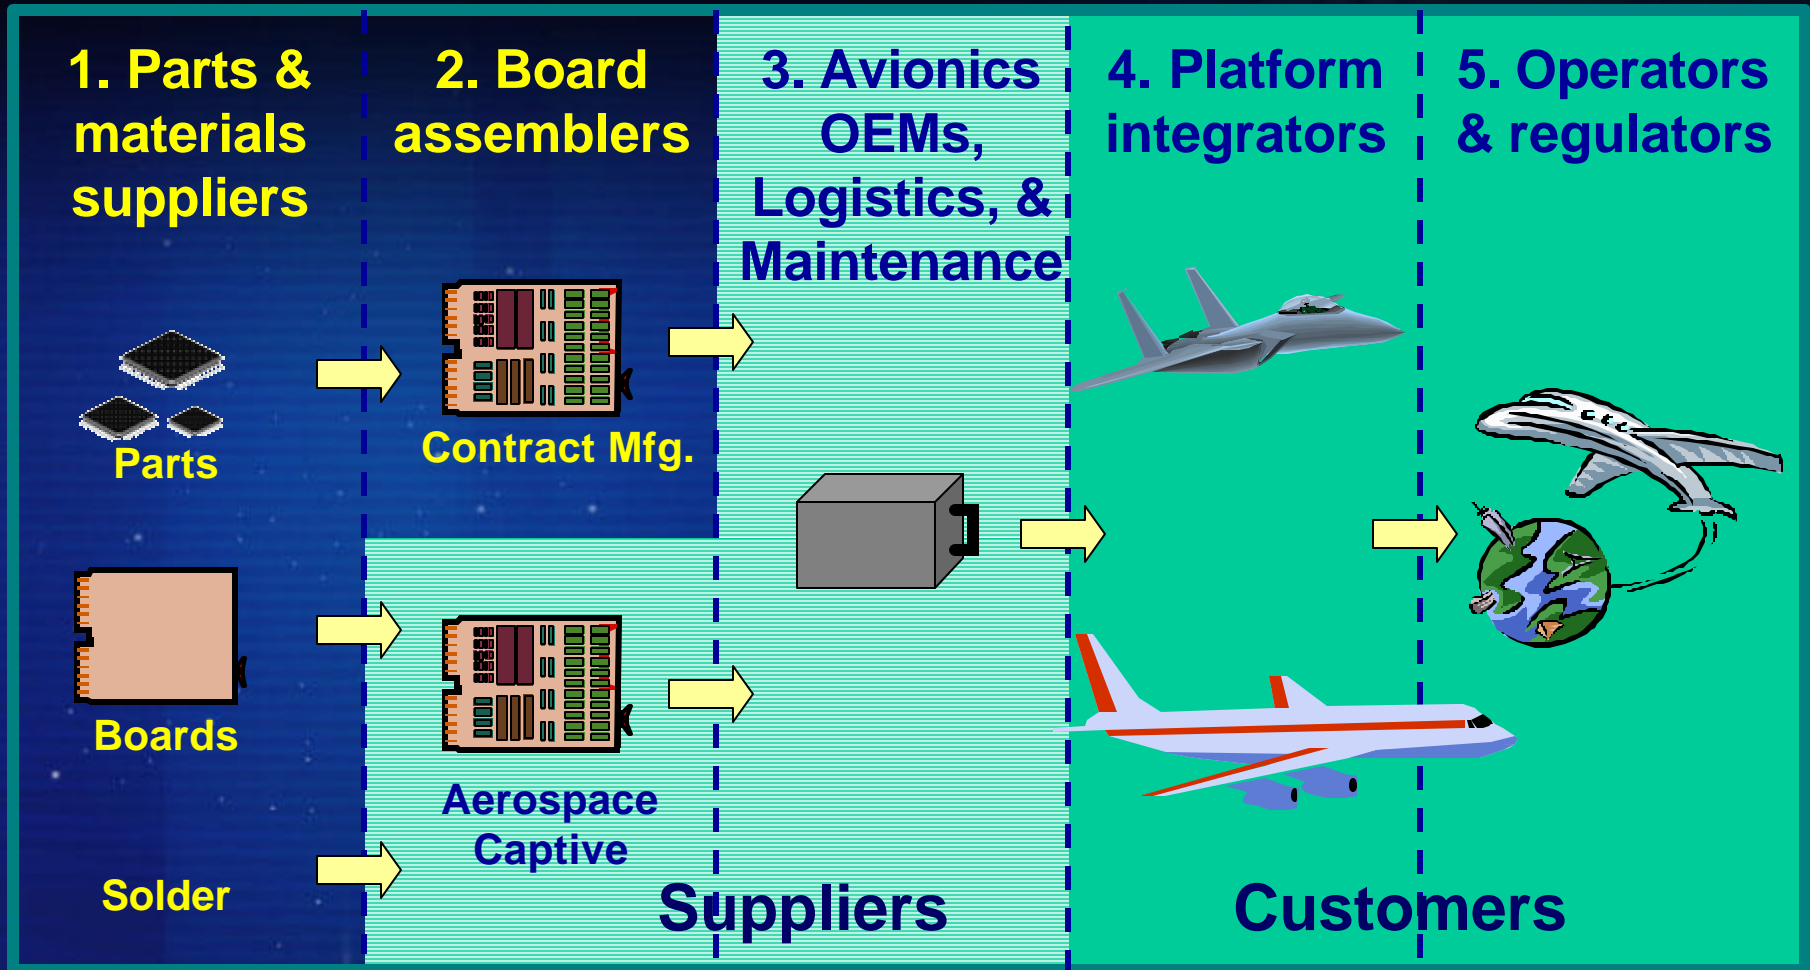 1. Parts &
materials
suppliers
2. Board
assemblers
3. Avionics
OEMs,
Logistics, &
Maintenance
4. Platform
integrators
5. Operators
& regulators
Parts
Contract Mfg.
Boards
Aerospace
Captive
Solder
Suppliers
Customers